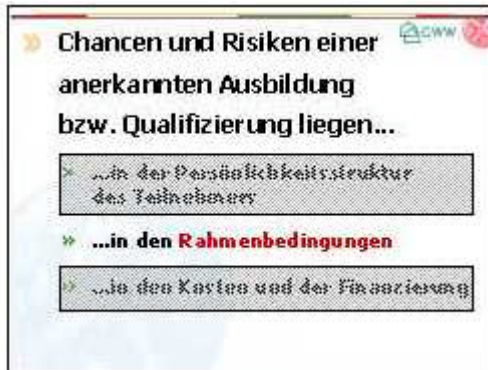 GWW
Chancen und Risiken einer
anerkannten Ausbildung
bzw. Qualifizierung liegen...
...in der Persönlichkeitsstruktur
des Teilnehmers
...in den Rahmenbedingungen
...in den Kosten und der Finanzierung